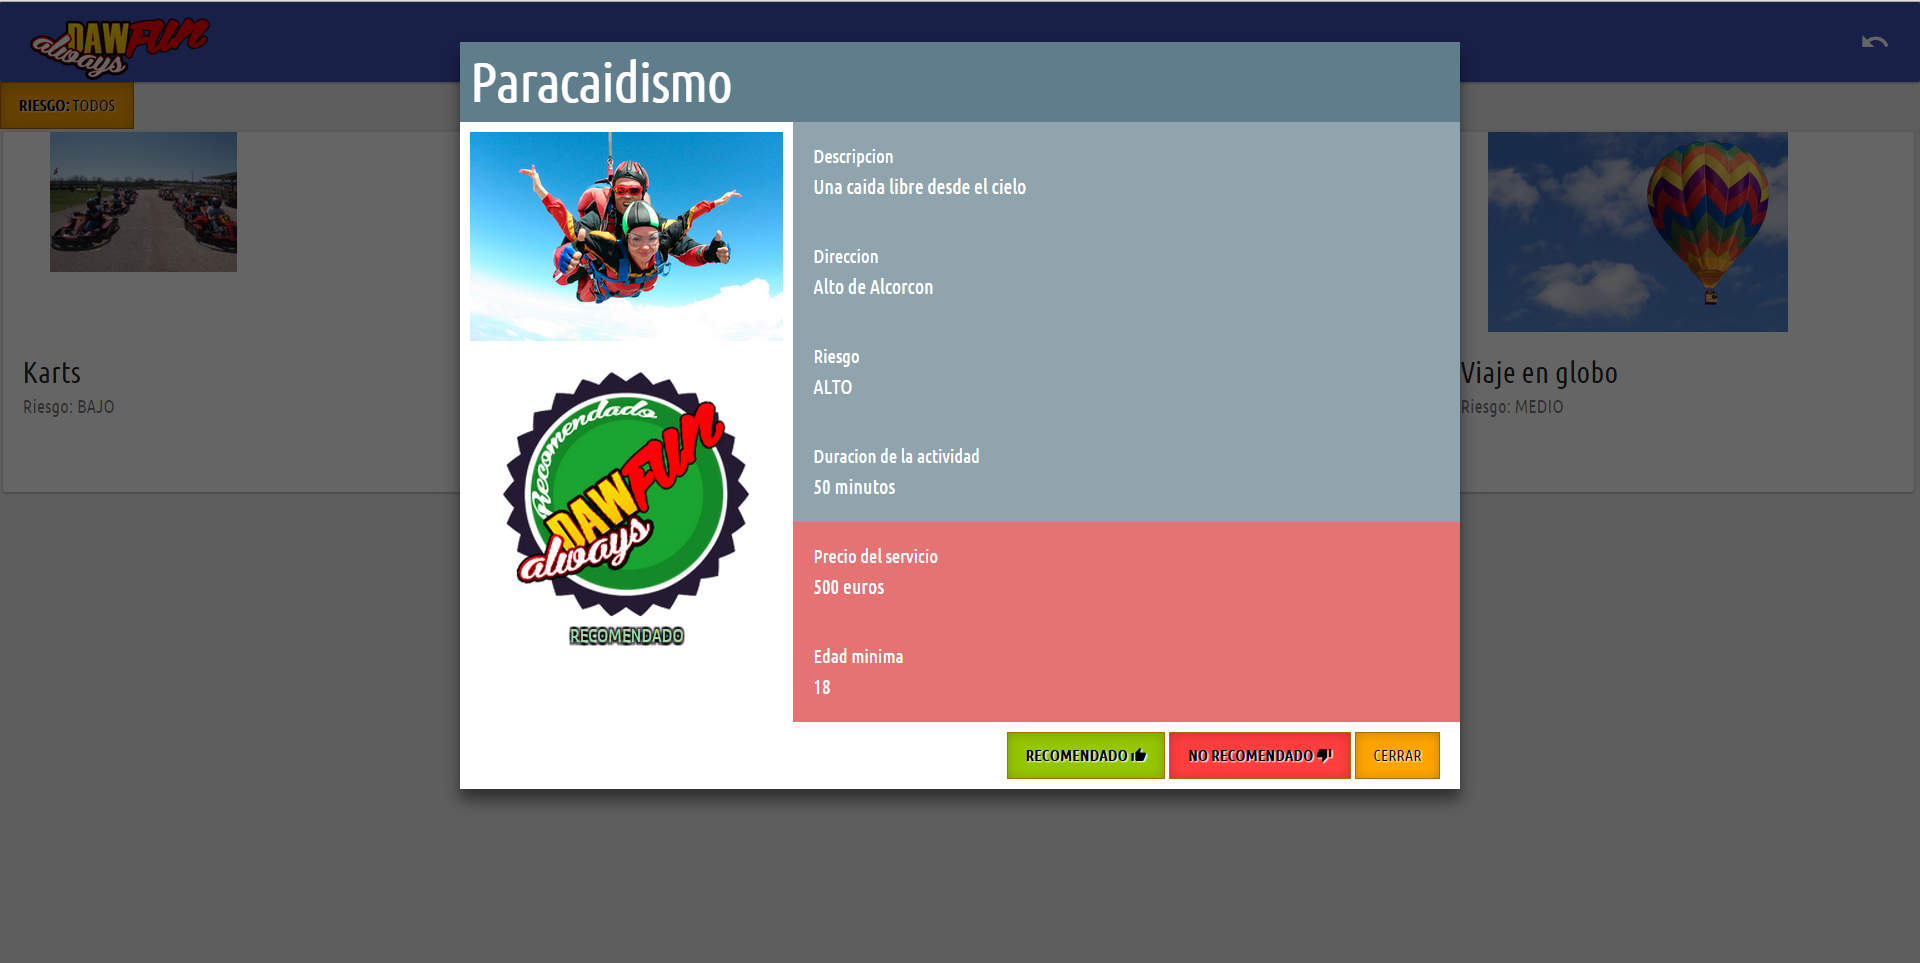 always DAW FUN
RIESGO: TODOS
Karts
Riesgo: BAJO
Viaje en globo
Riesgo: MEDIO
Paracaidismo
Recomendado
always DAW FUN
RECOMENDADO
Descripcion
Una caida libre desde el cielo
Direccion
Alto de Alcorcon
Riesgo
ALTO
Duracion de la actividad
50 minutos
Precio del servicio
500 euros
Edad minima
18
RECOMENDADO
NO RECOMENDADO
CERRAR